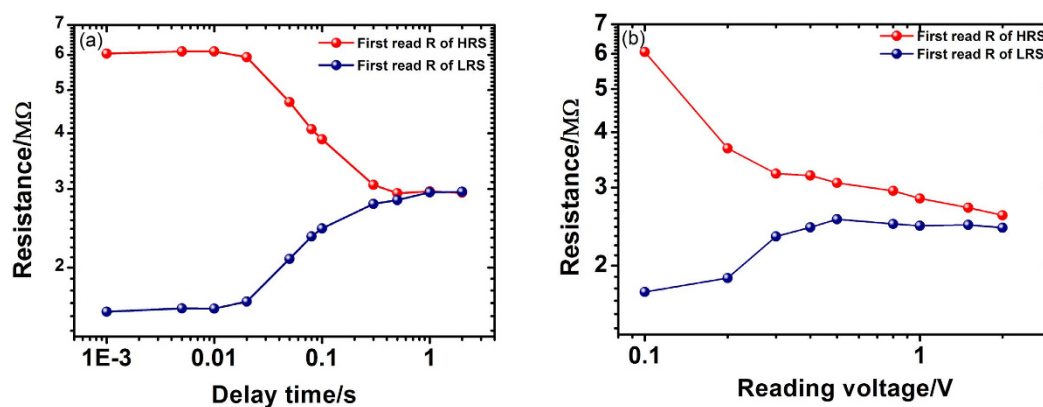 (a)
First read R of HRS
First read R of LRS
Resistance/MΩ
7
6
5
4
3
2
1E-3 0.01 0.1 1
Delay time/s
(b)
First read R of HRS
First read R of LRS
Resistance/MΩ
7
6
5
4
3
2
0.1 1
Reading voltage/V